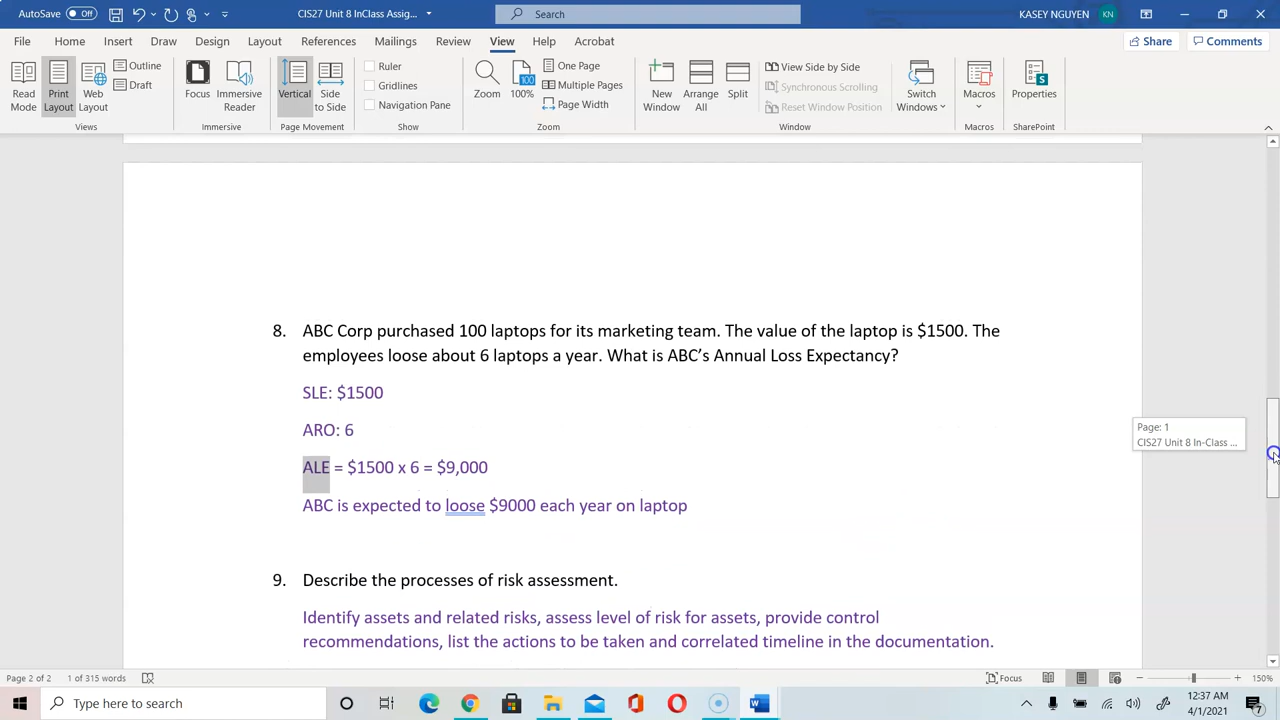 AutoSave Off CIS27 In-Class Assig... Search KASEY NGUYEN KN
File Home Insert Draw Design Layout References Mailings Review View Help Acrobat Share Comments
Read Mode
Print Layout
Web Layout
Outline
Draft
Views
Focus
Immersive Reader
Immersive
Vertical
Side to Side
Page Movement
Ruler
Gridlines
Navigation Pane
Show
Zoom
100
100%
One Page
Multiple Pages
Page Width
Zoom
New Window
Arrange All
Split
View Side by Side
Synchronous Scrolling
Reset Window Position
Window
Switch Windows
Macros
Macros
Properties
SharePoint
8. ABC Corp purchased 100 laptops for its marketing team. The value of the laptop is $1500. The
employees loose about 6 laptops a year. What is ABC’s Annual Loss Expectancy?
SLE: $1500
ARO: 6
ALE = $1500 x 6 = $9,000
ABC is expected to loose $9000 each year on laptop
Page: 1
CIS27 Unit 8 In-Class ...
9. Describe the processes of risk assessment.
Identify assets and related risks, assess level of risk for assets, provide control
recommendations, list the actions to be taken and correlated timeline in the documentation.
Page 2 of 2 1 of 315 words Focus 150%
Type here to search 12:37 AM
4/1/2021
7